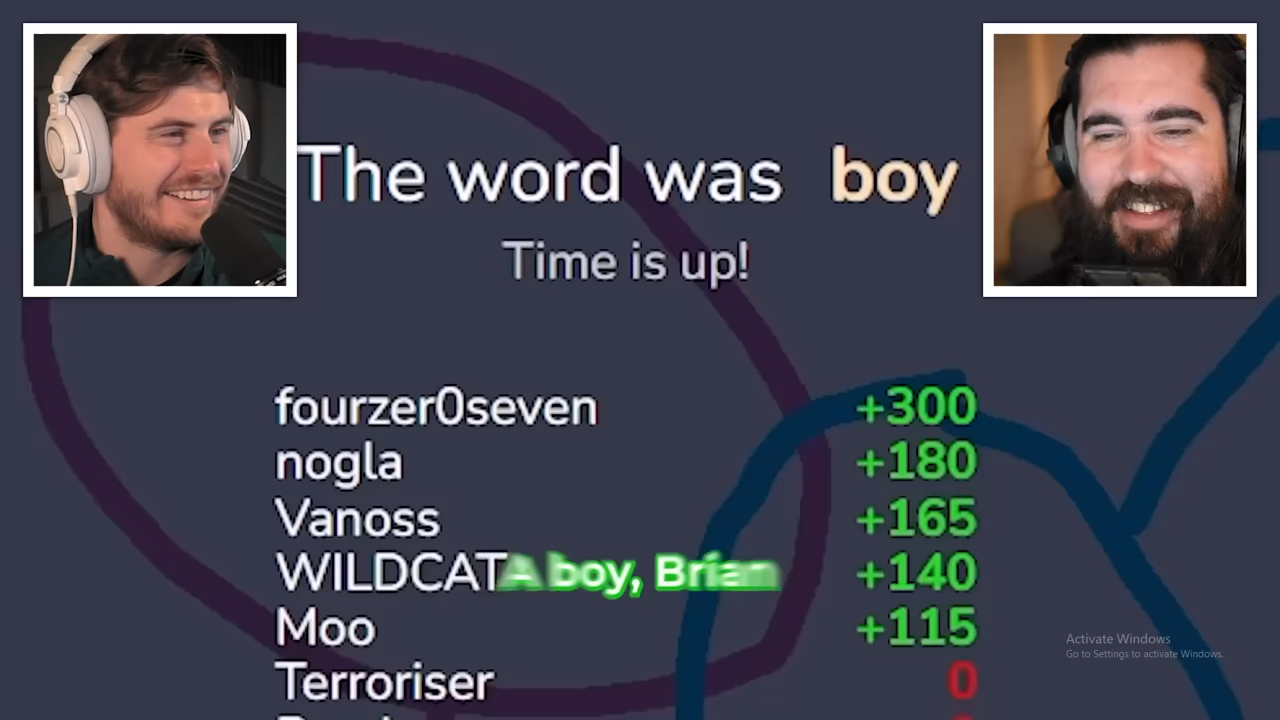 The word was boy
Time is up!
fourzer0seven +300
nogla +180
Vanoss +165
WILDCAT A boy, Brian +140
Moo +115
Activate Windows
Go to Settings to activate Windows.
Terroriser 0